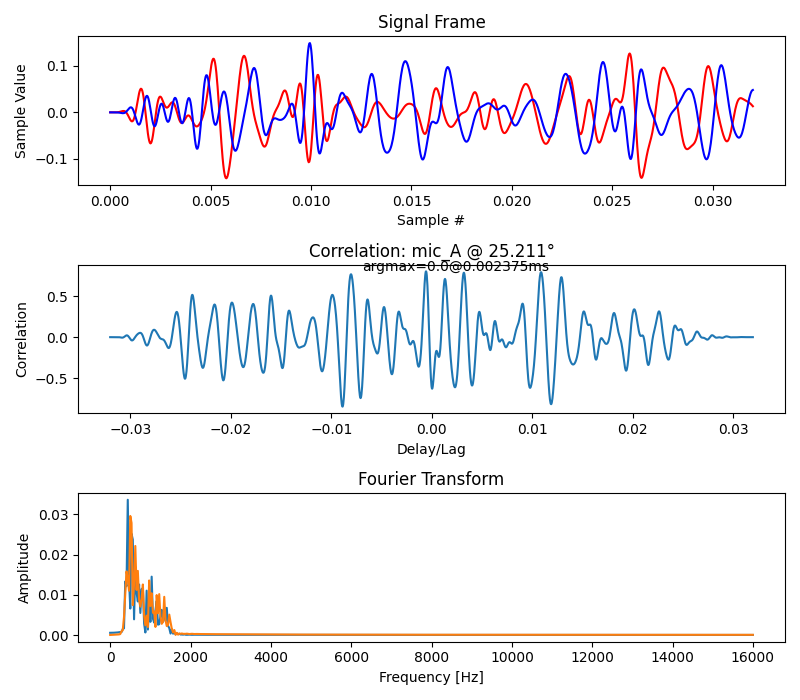 Signal Frame
Sample Value
0.1
0.0
−0.1
0.000 0.005 0.010 0.015 0.020 0.025 0.030
Sample #
Correlation: mic_A @ 25.211°
argmax=0.0@0.002375ms
Correlation
0.5
0.0
−0.5
−0.03 −0.02 −0.01 0.00 0.01 0.02 0.03
Delay/Lag
Fourier Transform
Amplitude
0.03
0.02
0.01
0.00
0 2000 4000 6000 8000 10000 12000 14000 16000
Frequency [Hz]